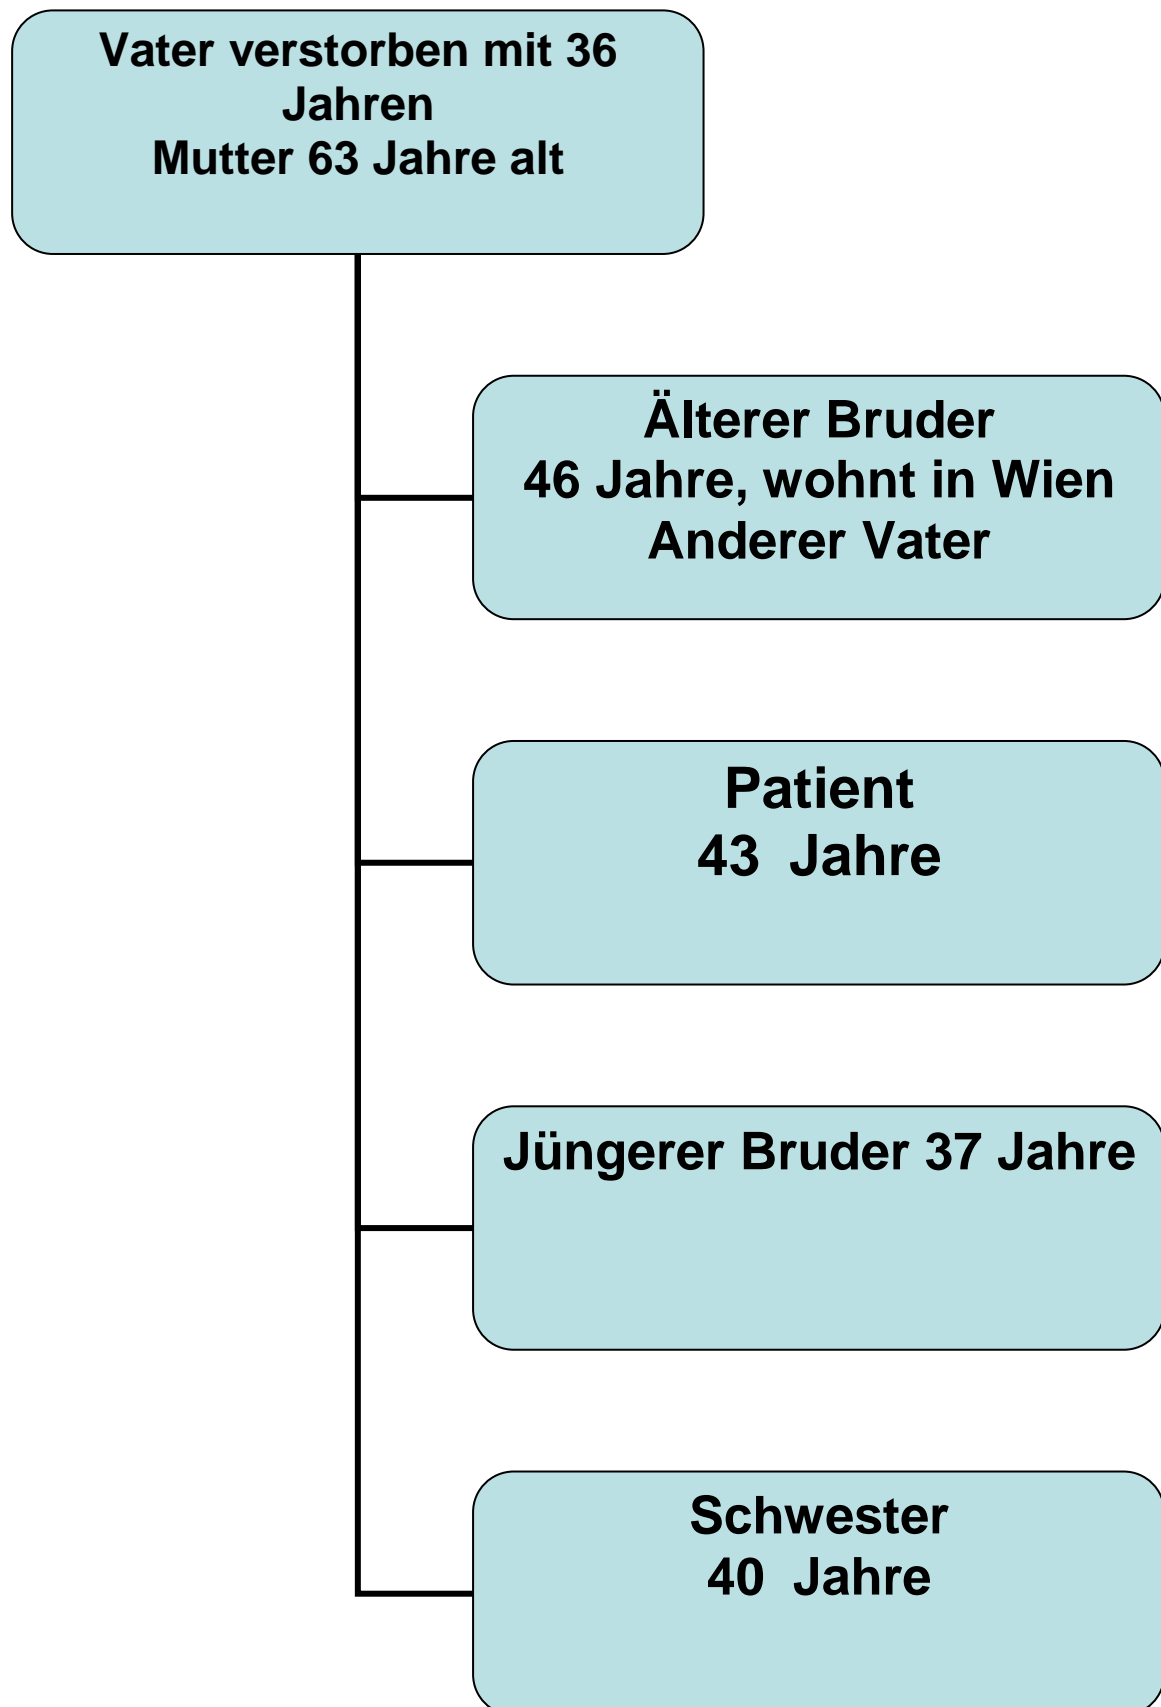 Vater verstorben mit 36
Jahren
Mutter 63 Jahre alt
Älterer Bruder
46 Jahre, wohnt in Wien
Anderer Vater
Patient
43  Jahre
Jüngerer Bruder 37 Jahre
Schwester
40  Jahre